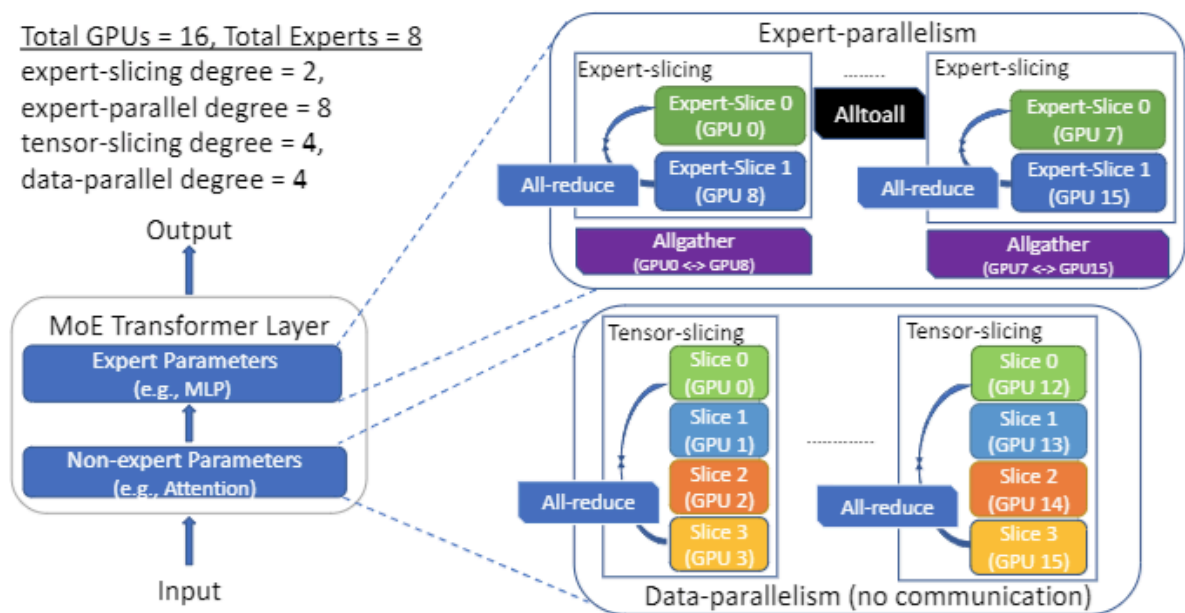 Total GPUs = 16, Total Experts = 8
expert-slicing degree = 2,
expert-parallel degree = 8
tensor-slicing degree = 4,
data-parallel degree = 4
Output
MoE Transformer Layer
Expert Parameters
(e.g., MLP)
Non-expert Parameters
(e.g., Attention)
Input
Expert-parallelism
Expert-slicing
Expert-Slice 0
(GPU 0)
Expert-Slice 1
(GPU 8)
All-reduce
Allgather
(GPU0 <-> GPU8)
........
Alltoall
Expert-slicing
Expert-Slice 0
(GPU 7)
Expert-Slice 1
(GPU 15)
All-reduce
Allgather
(GPU7 <-> GPU15)
Tensor-slicing
Slice 0
(GPU 0)
Slice 1
(GPU 1)
Slice 2
(GPU 2)
Slice 3
(GPU 3)
All-reduce
..............
Tensor-slicing
Slice 0
(GPU 12)
Slice 1
(GPU 13)
Slice 2
(GPU 14)
Slice 3
(GPU 15)
All-reduce
Data-parallelism (no communication)